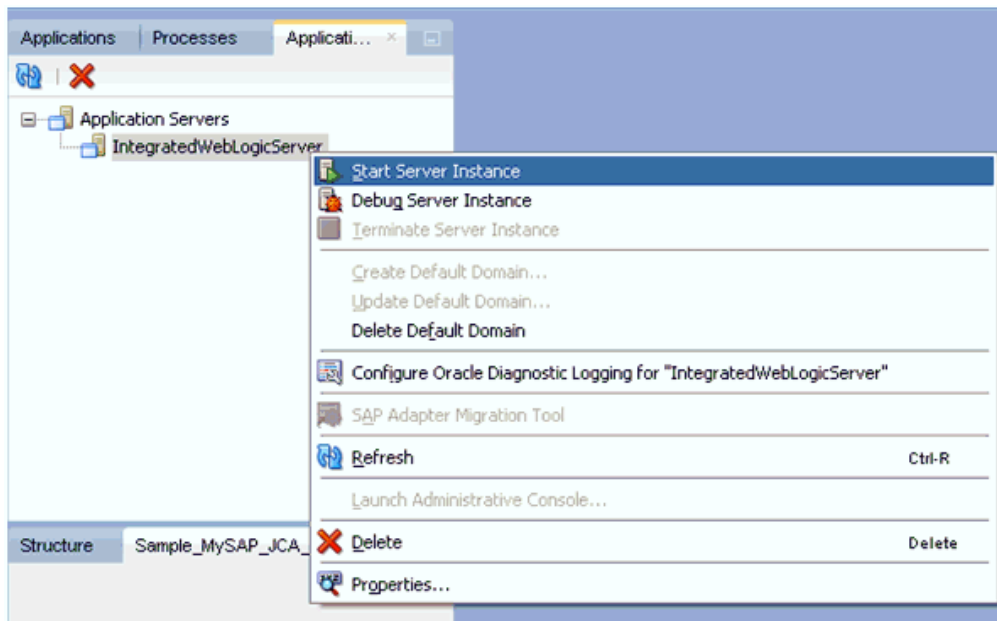 Applications Processes Applicati...
Application Servers
IntegratedWebLogicServer
Start Server Instance
Debug Server Instance
Terminate Server Instance
Create Default Domain...
Update Default Domain...
Delete Default Domain
Configure Oracle Diagnostic Logging for "IntegratedWebLogicServer"
SAP Adapter Migration Tool
Refresh Ctrl-R
Launch Administrative Console...
Structure Sample_MySAP_JCA_
Delete Delete
Properties...